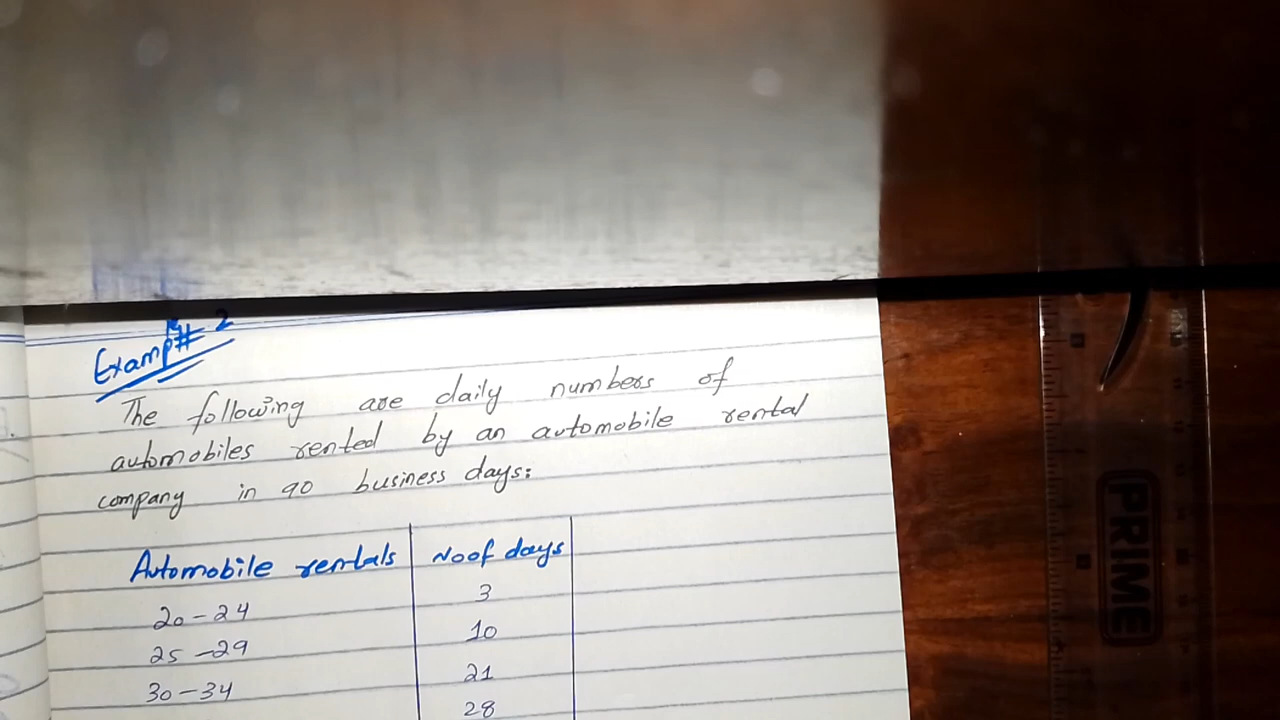 Example # 2
The following are daily numbers of
automobiles rented by an automobile rental
company in 90 business days:
Automobile rentals No of days
20-24 3
25-29 10
30-34 21
28
PRIME